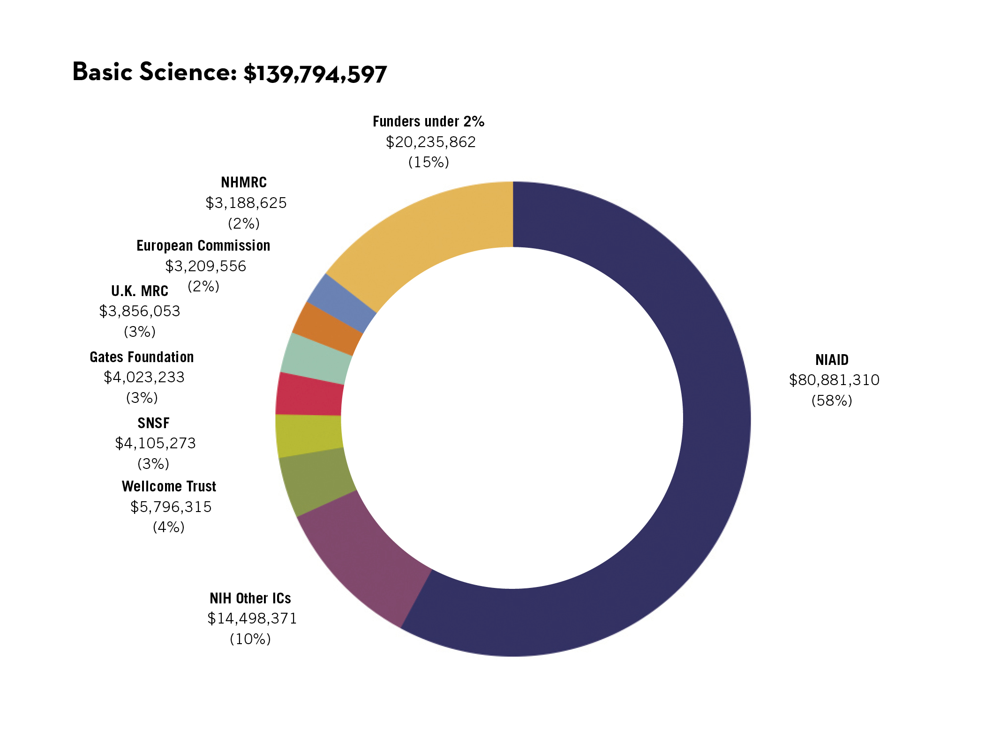 Basic Science: $139,794,597
Funders under 2%
$20,235,862
(15%)
NHMRC
$3,188,625
(2%)
European Commission
$3,209,556
(2%)
U.K. MRC
$3,856,053
(3%)
Gates Foundation
$4,023,233
(3%)
SNSF
$4,105,273
(3%)
Wellcome Trust
$5,796,315
(4%)
NIH Other ICs
$14,498,371
(10%)
NIAID
$80,881,310
(58%)